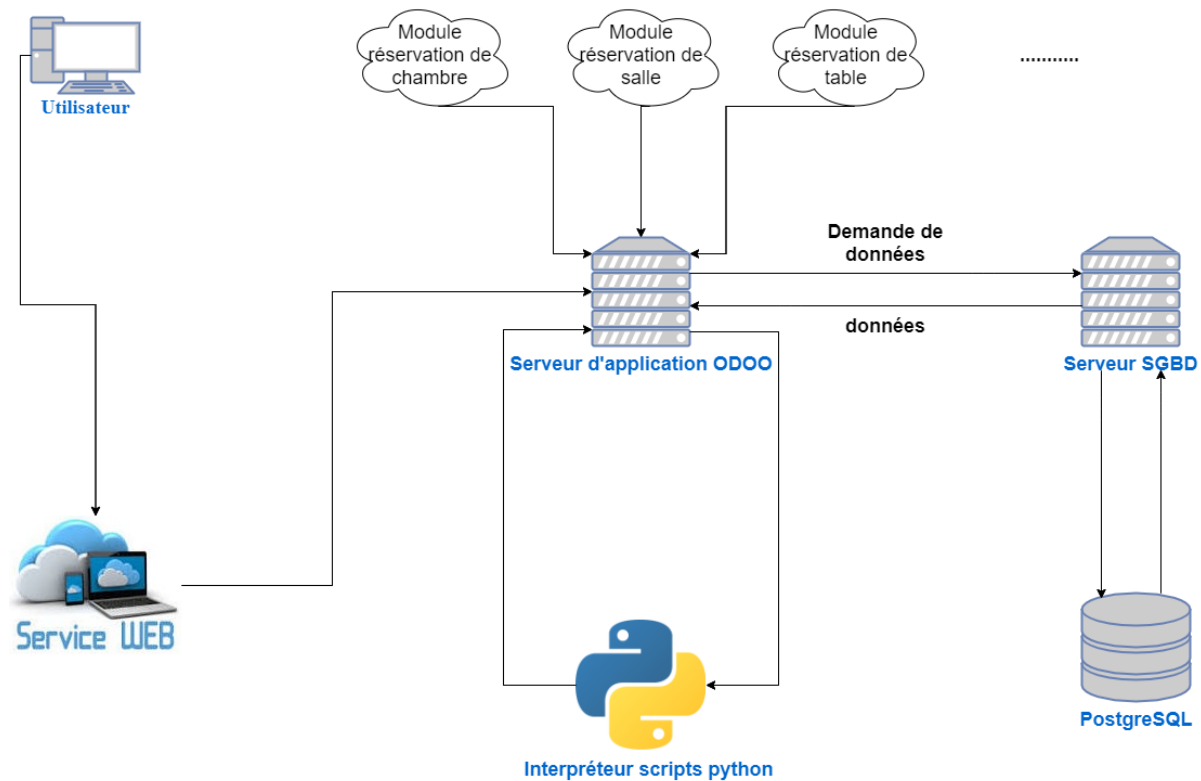 Module
réservation de
chambre
Module
réservation de
salle
Module
réservation de
table
...........
Utilisateur
Demande de
données
données
Serveur d'application ODOO
Serveur SGBD
Service WEB
PostgreSQL
Interpréteur scripts python